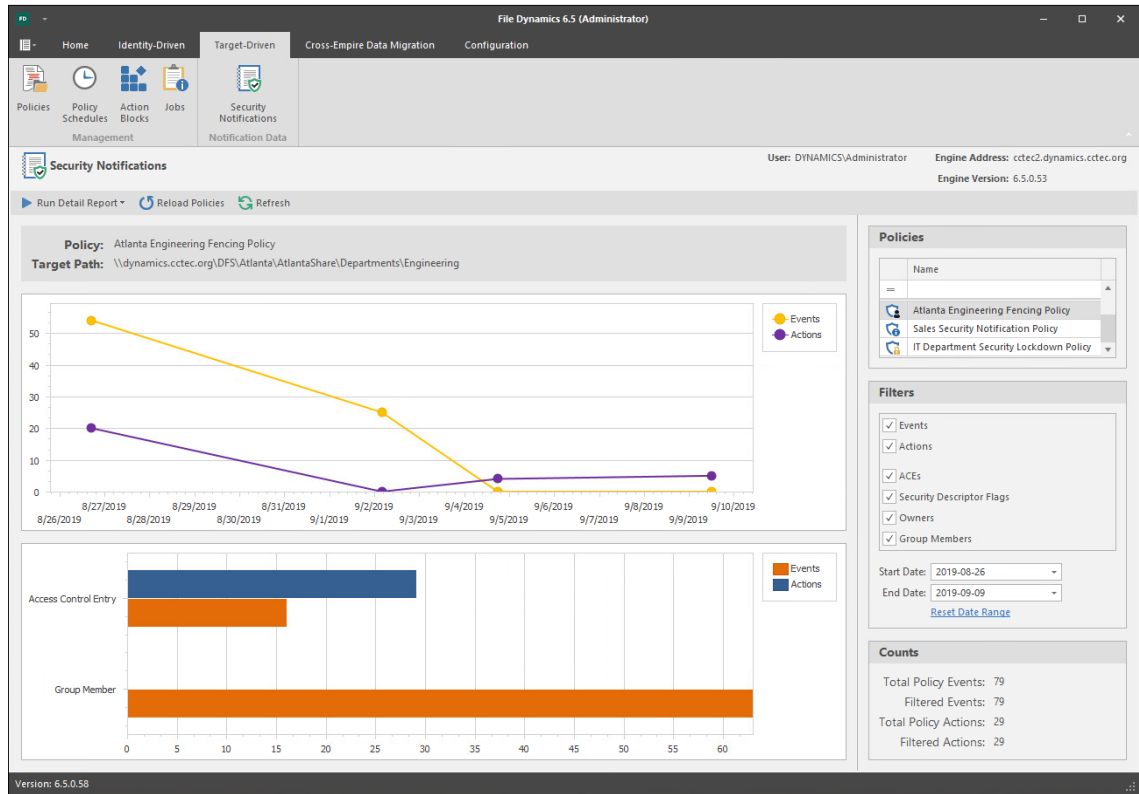 FD
File Dynamics 6.5 (Administrator)
Home Identity-Driven Target-Driven Cross-Empire Data Migration Configuration
Policies Policy Schedules Action Blocks Jobs Security Notifications
Management Notification Data
Security Notifications
User: DYNAMICS\Administrator Engine Address: cctec2.dynamics.cctec.org
Engine Version: 6.5.0.53
Run Detail Report Reload Policies Refresh
Policy: Atlanta Engineering Fencing Policy
Target Path: \\dynamics.cctec.org\DFS\Atlanta\AtlantaShare\Departments\Engineering
50
40
30
20
10
0
8/27/2019 8/29/2019 8/31/2019 9/2/2019 9/4/2019 9/6/2019 9/8/2019 9/10/2019
8/26/2019 8/28/2019 8/30/2019 9/1/2019 9/3/2019 9/5/2019 9/7/2019 9/9/2019
Events
Actions
Access Control Entry
Group Member
0 5 10 15 20 25 30 35 40 45 50 55 60
Events
Actions
Policies
Name
=
Atlanta Engineering Fencing Policy
Sales Security Notification Policy
IT Department Security Lockdown Policy
Filters
Events
Actions
ACEs
Security Descriptor Flags
Owners
Group Members
Start Date: 2019-08-26
End Date: 2019-09-09
Reset Date Range
Counts
Total Policy Events: 79
Filtered Events: 79
Total Policy Actions: 29
Filtered Actions: 29
Version: 6.5.0.58